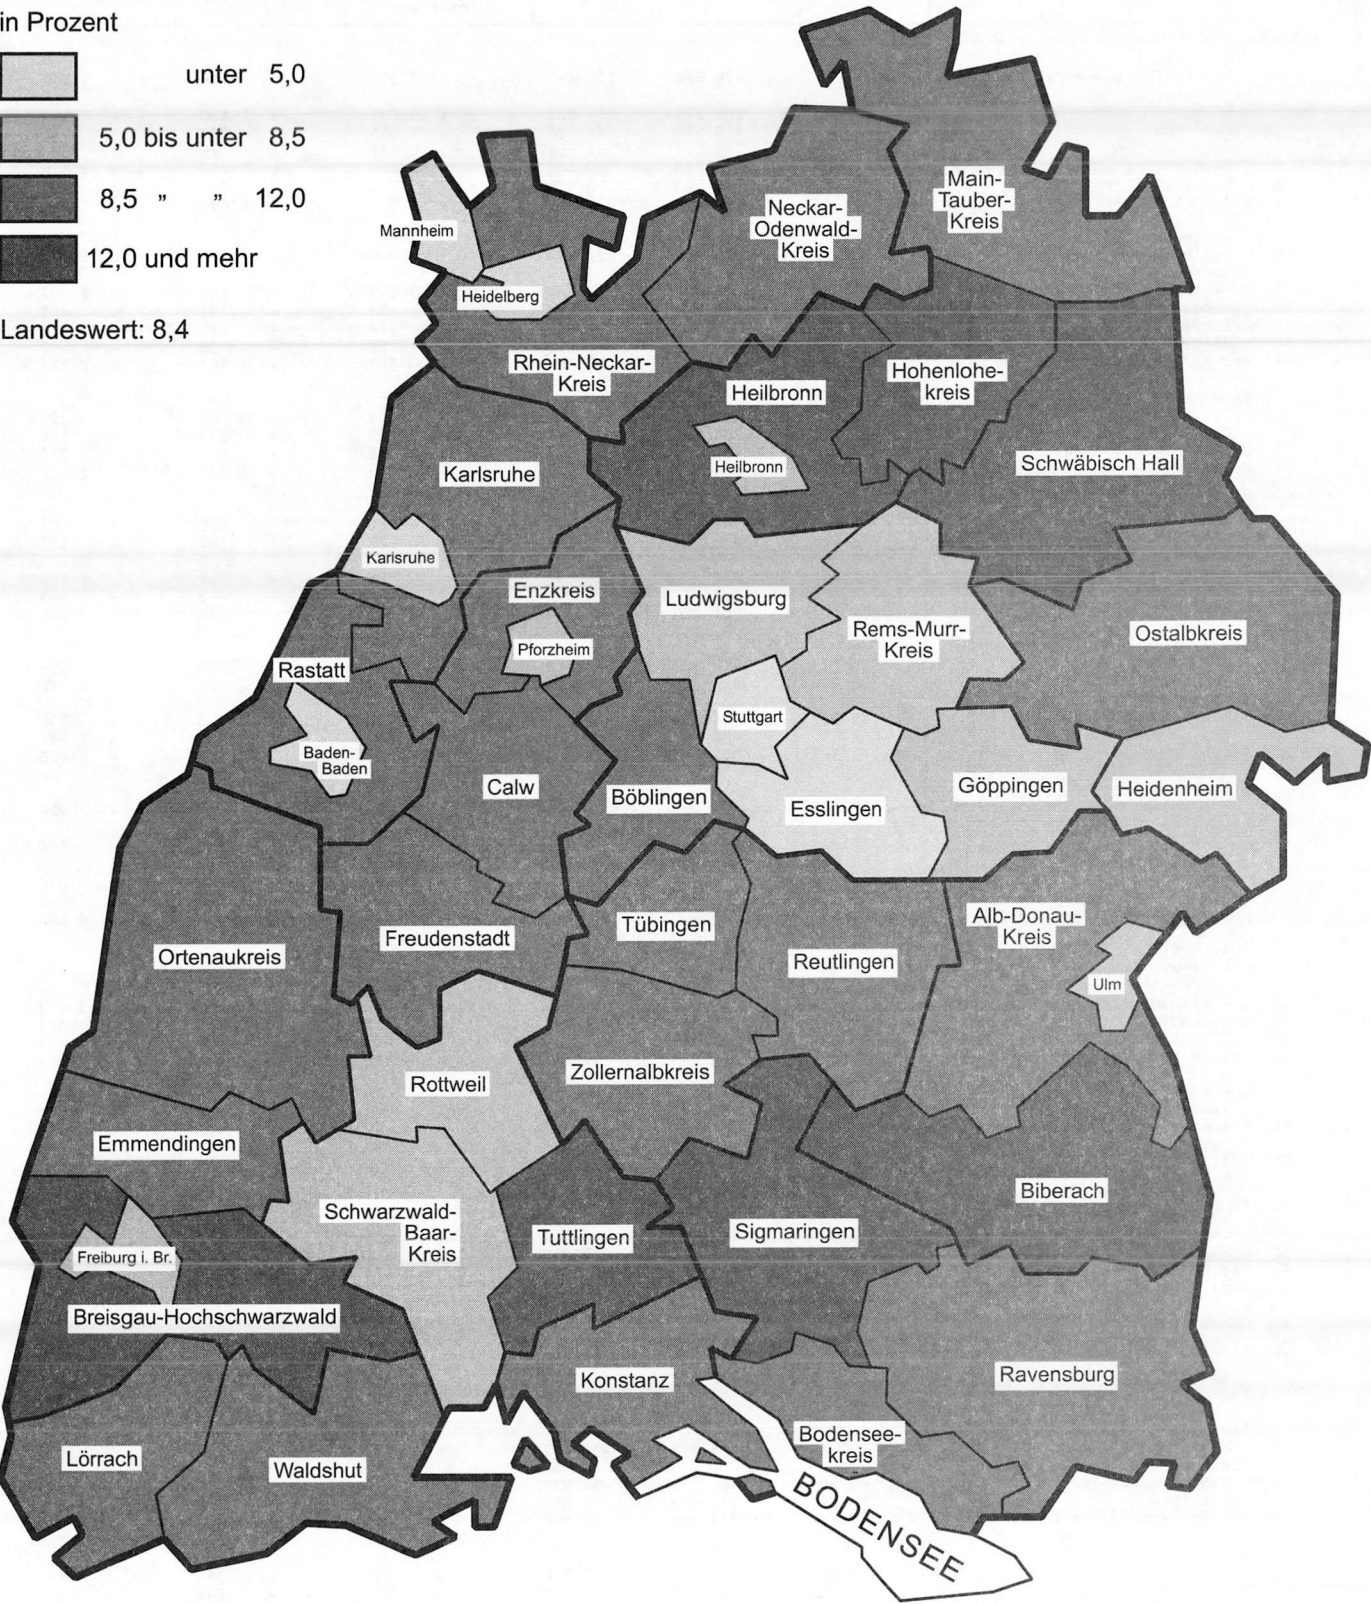 in Prozent
unter 5,0
5,0 bis unter 8,5
8,5 " " 12,0
12,0 und mehr
Landeswert: 8,4
Main-
Tauber-
Kreis
Neckar-
Odenwald-
Kreis
Mannheim
Heidelberg
Rhein-Neckar-
Kreis
Heilbronn
Hohenlohe-
kreis
Karlsruhe
Heilbronn
Schwäbisch Hall
Karlsruhe
Enzkreis
Ludwigsburg
Rems-Murr-
Kreis
Ostalbkreis
Pforzheim
Rastatt
Stuttgart
Baden-
Baden
Calw
Böblingen
Esslingen
Göppingen
Heidenheim
Alb-Donau-
Kreis
Tübingen
Freudenstadt
Ortenaukreis
Reutlingen
Ulm
Zollernalbkreis
Rottweil
Emmendingen
Biberach
Schwarzwald-
Baar-
Kreis
Tuttlingen
Sigmaringen
Freiburg i. Br.
Breisgau-Hochschwarzwald
Konstanz
Ravensburg
Bodensee-
kreis
Lörrach
Waldshut
BODENSEE